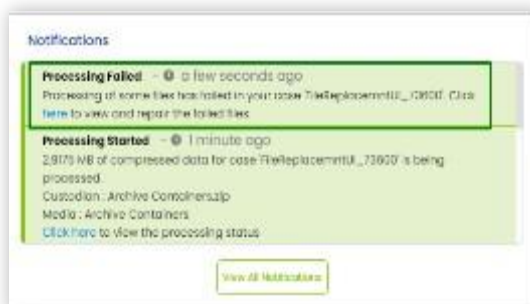 Notifications
Processing Failed - a few seconds ago
Processing of some files has failed in your case 'FileReplacemntUI_73600'. Click
here to view and repair the failed files
Processing Started - 1 minute ago
2.9175 MB of compressed data for case 'FileReplacemntUI_73600' is being
processed.
Custodian : Archive Containers.zip
Media : Archive Containers
Click here to view the processing status
View All Notifications